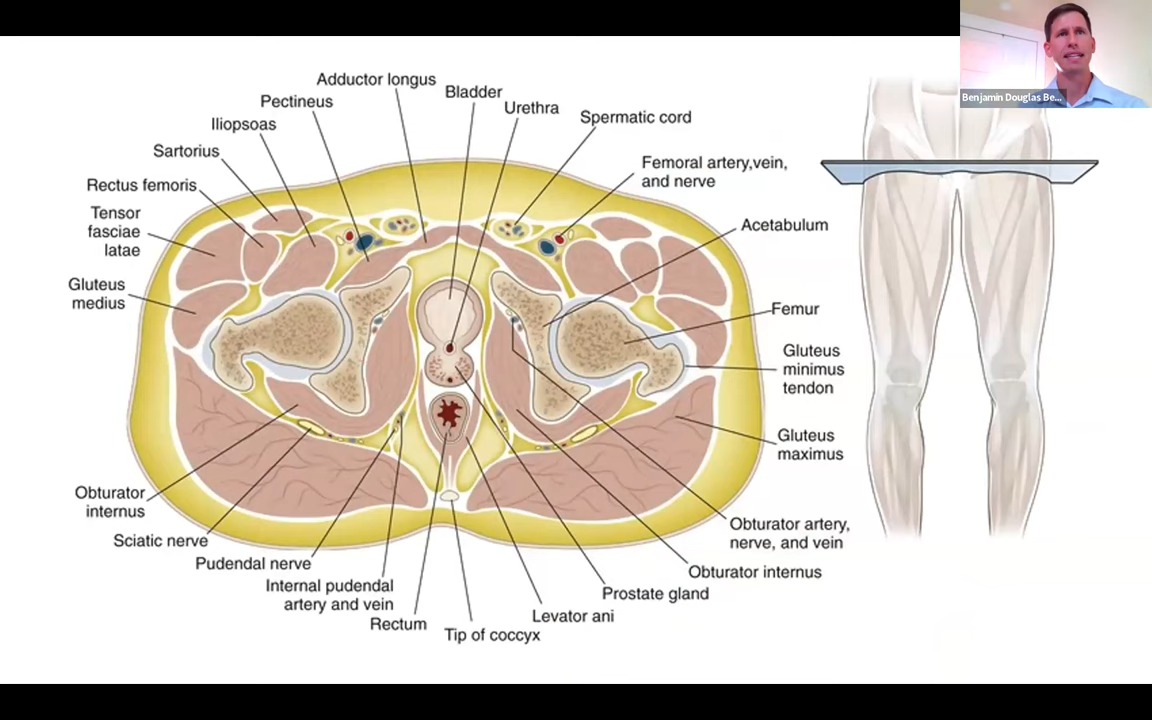 Benjamin Douglas Be...
Adductor longus
Bladder
Pectineus
Urethra
Iliopsoas
Spermatic cord
Sartorius
Femoral artery,vein,
and nerve
Rectus femoris
Tensor
fasciae
latae
Acetabulum
Gluteus
medius
Femur
Gluteus
minimus
tendon
Gluteus
maximus
Obturator
internus
Obturator artery,
nerve, and vein
Sciatic nerve
Pudendal nerve
Obturator internus
Internal pudendal
artery and vein
Prostate gland
Levator ani
Rectum
Tip of coccyx